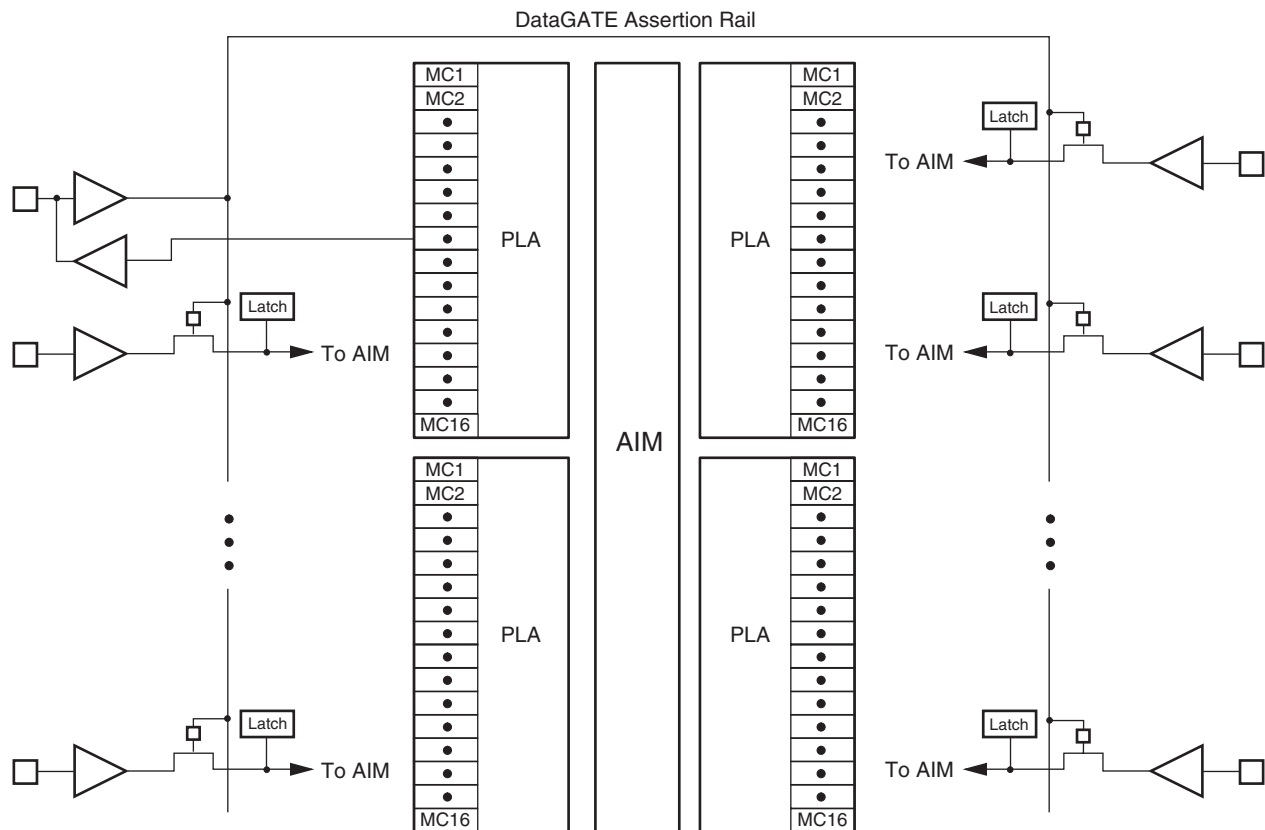 DataGATE Assertion Rail
MC1
MC2
PLA
MC16
MC1
MC2
PLA
MC16
AIM
MC1
MC2
PLA
MC16
MC1
MC2
PLA
MC16
Latch
To AIM
Latch
To AIM
Latch
To AIM
Latch
To AIM
Latch
To AIM